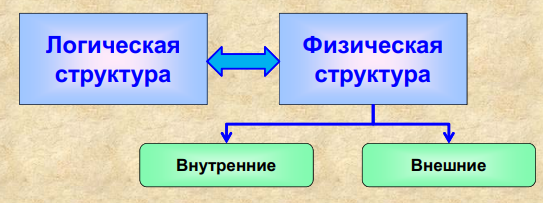 Логическая
структура
Физическая
структура
Внутренние
Внешние